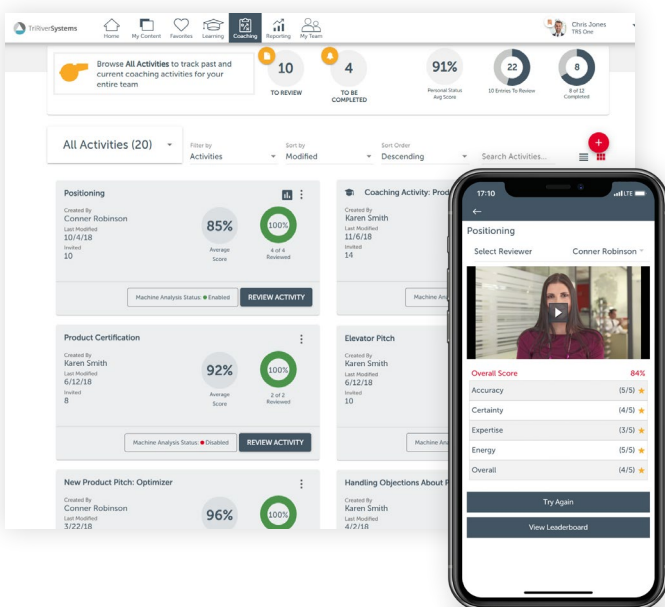 TriRiverSystems
Home
My Content
Favorites
Learning
Coaching
Reporting
My Team
Chris Jones
TRS One
Browse All Activities to track past and
current coaching activities for your
entire team
10
TO REVIEW
4
TO BE
COMPLETED
91%
Personal Status
Avg Score
22
10 Entries To Review
8
8 of 12
Completed
All Activities (20)
Filter by
Activities
Sort by
Modified
Sort Order
Descending
Search Activities...
Positioning
Created By
Conner Robinson
Last Modified
10/4/18
Invited
10
85%
Average
Score
100%
4 of 4
Reviewed
Machine Analysis Status: Enabled
REVIEW ACTIVITY
Coaching Activity: Prod
Created By
Karen Smith
Last Modified
11/6/18
Invited
14
Machine An
Product Certification
Created By
Karen Smith
Last Modified
6/12/18
Invited
8
92%
Average
Score
100%
2 of 2
Reviewed
Machine Analysis Status: Disabled
REVIEW ACTIVITY
Elevator Pitch
Created By
Karen Smith
Last Modified
6/12/18
Invited
10
Machine Ana
New Product Pitch: Optimizer
Created By
Conner Robinson
Last Modified
3/22/18
96%
100%
Handling Objections About P
Created By
Karen Smith
Last Modified
4/2/18
17:10
LTE
Positioning
Select Reviewer
Conner Robinson
Overall Score 84%
Accuracy (5/5)
Certainty (4/5)
Expertise (3/5)
Energy (5/5)
Overall (4/5)
Try Again
View Leaderboard